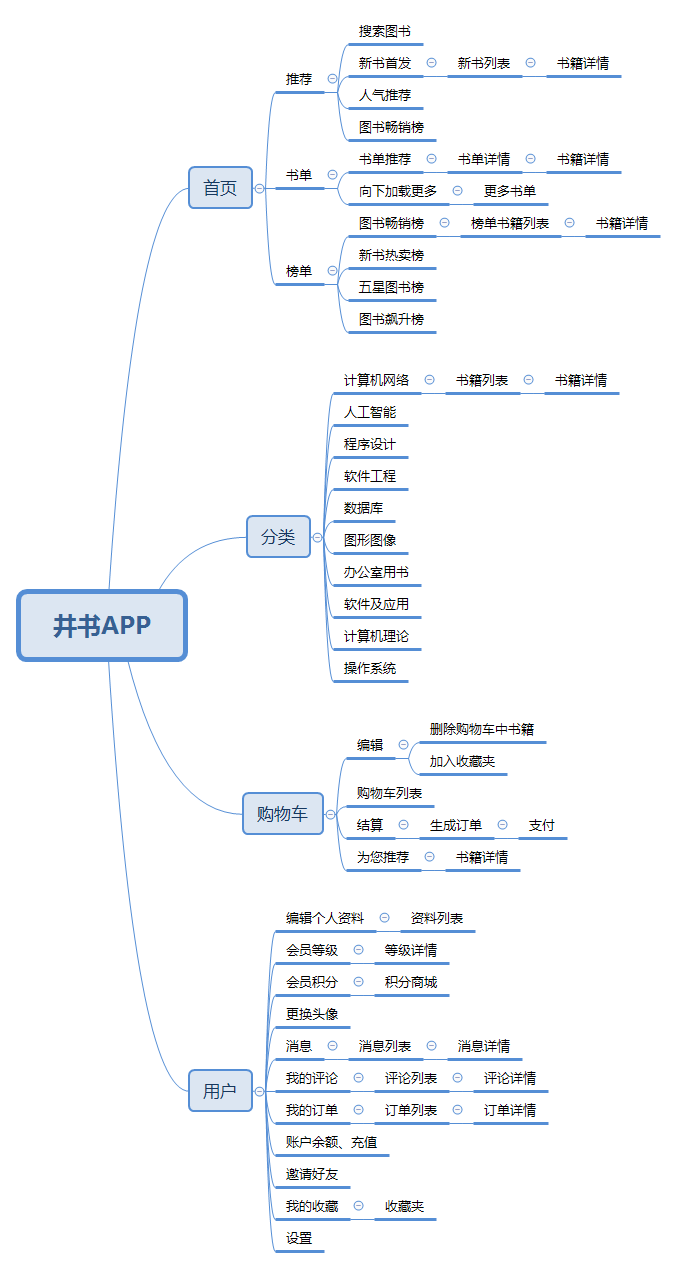 搜素图书
新书首发 新书列表 书籍详情
推荐
人气推荐
图书畅销榜
书单推荐 书单详情 书籍详情
书单
首页
向下加载更多 更多书单
图书畅销榜 榜单书籍列表 书籍详情
新书热卖榜
榜单
五星图书榜
图书飙升榜
计算机网络 书籍列表 书籍详情
人工智能
程序设计
软件工程
数据库
分类
图形图像
办公室用书
软件及应用
井书APP
计算机理论
操作系统
删除购物车中书籍
编辑
加入收藏夹
购物车列表
购物车
结算 生成订单 支付
为您推荐 书籍详情
编辑个人资料 资料列表
会员等级 等级详情
会员积分 积分商城
更换头像
消息 消息列表 消息详情
我的评论 评论列表 评论详情
用户
我的订单 订单列表 订单详情
账户余额、充值
邀请好友
我的收藏 收藏夹
设置